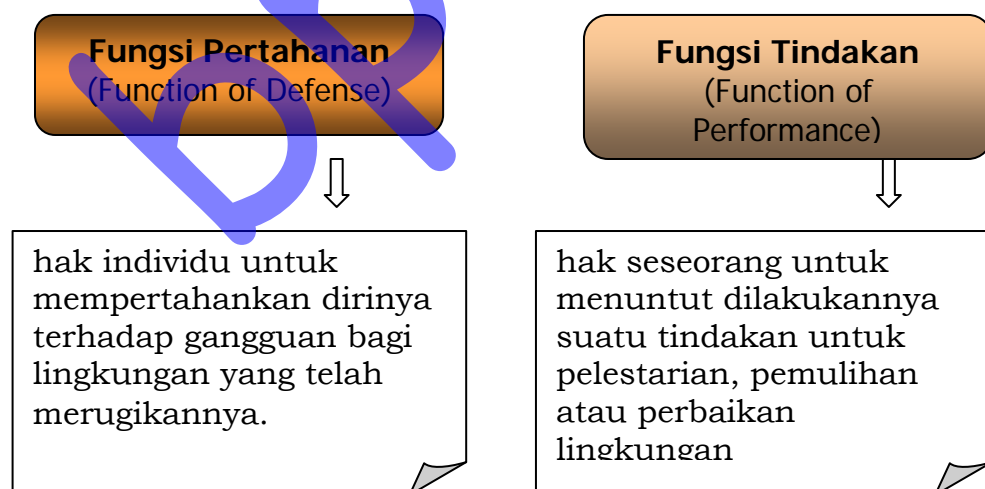 Fungsi Pertahanan
(Function of Defense)
hak individu untuk
mempertahankan dirinya
terhadap gangguan bagi
lingkungan yang telah
merugikannya.
Fungsi Tindakan
(Function of
Performance)
hak seseorang untuk
menuntut dilakukannya
suatu tindakan untuk
pelestarian, pemulihan
atau perbaikan
lingkungan